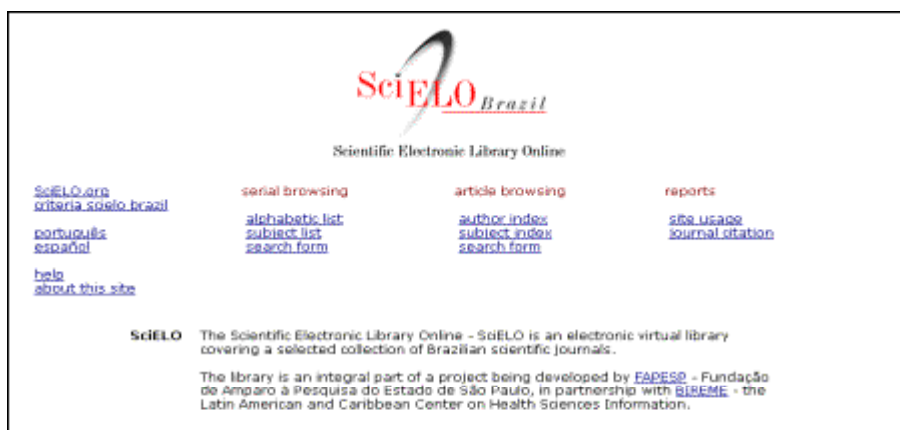 SciELO Brazil
Scientific Electronic Library Online
SciELO.org
criteria scielo brazil
português
español
help
about this site
serial browsing
alphabetic list
subject list
search form
article browsing
author index
subject index
search form
reports
site usage
journal citation
SciELO The Scientific Electronic Library Online - SciELO is an electronic virtual library
covering a selected collection of Brazilian scientific journals.
The library is an integral part of a project being developed by FAPESP - Fundação
de Amparo à Pesquisa do Estado de São Paulo, in partnership with BIREME - the
Latin American and Caribbean Center on Health Sciences Information.